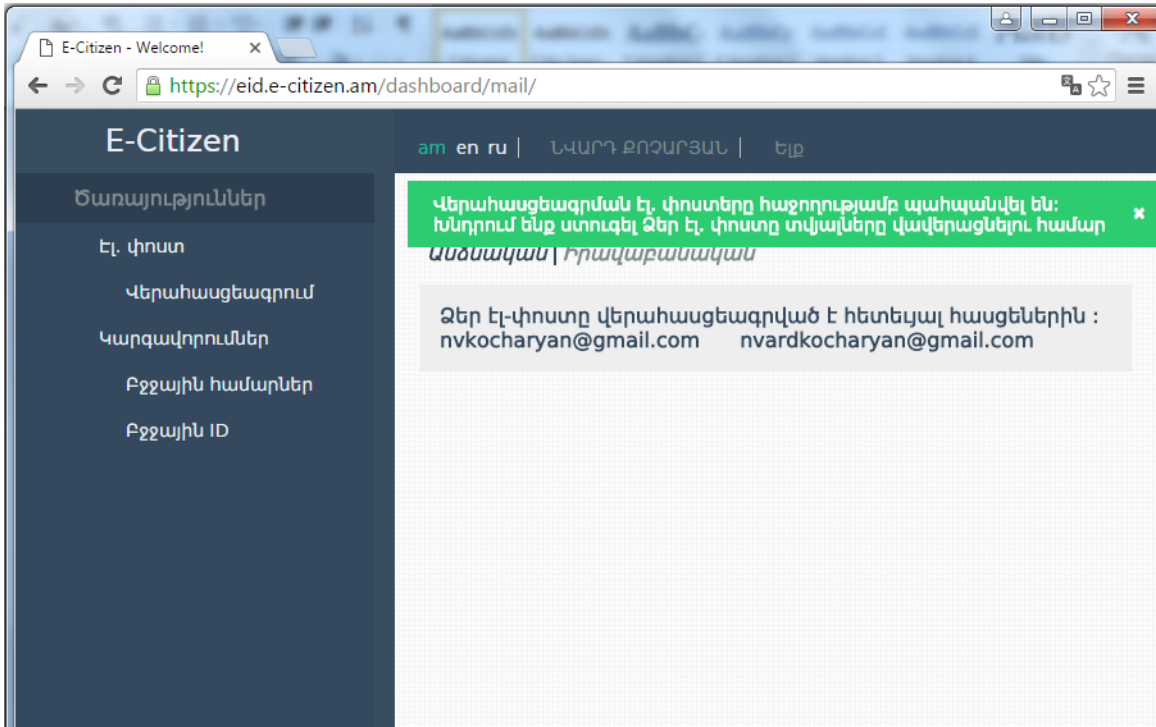 E-Citizen - Welcome!
https://eid.e-citizen.am/dashboard/mail/
E-Citizen
am en ru | ՆՎԱՐԴ ՔՈՉԱՐՅԱՆ | Ելք
Ծառայություններ
Էլ. փոստ
Վերահասցեագրում
Կարգավորումներ
Բջջային համարներ
Բջջային ID
Վերահասցեագրման էլ. փոստերը հաջողությամբ պահպանվել են:
Խնդրում ենք ստուգել Ձեր էլ. փոստը տվյալները վավերացնելու համար
Անձնական | Իրավաբանական
Ձեր էլ-փոստը վերահասցեագրված է հետեւյալ հասցեներին :
nvkocharyan@gmail.com nvardkocharyan@gmail.com